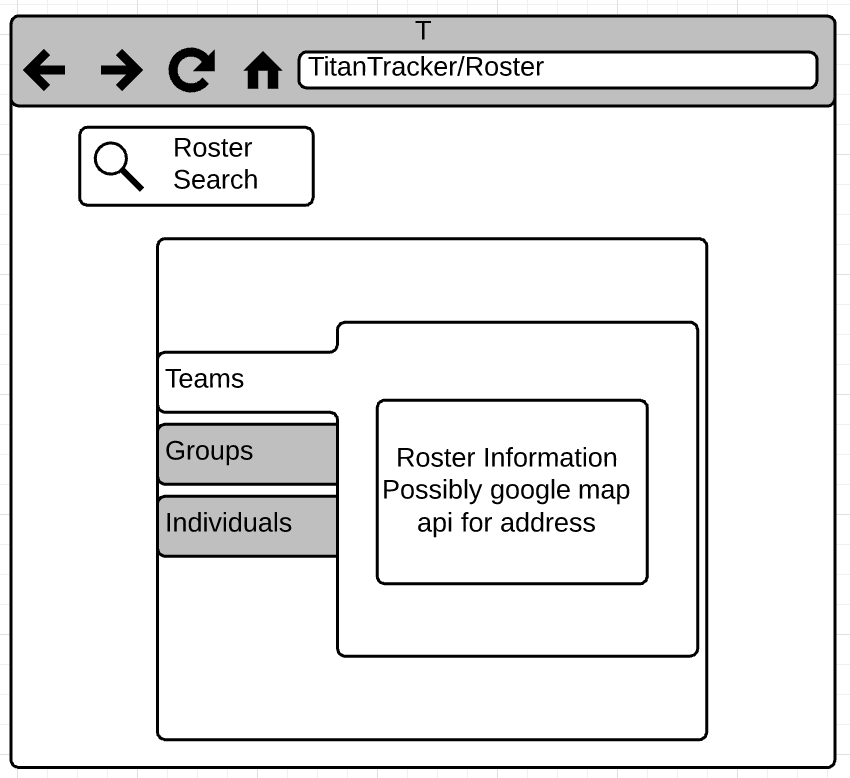 T
TitanTracker/Roster
Roster
Search
Teams
Groups
Individuals
Roster Information
Possibly google map
api for address